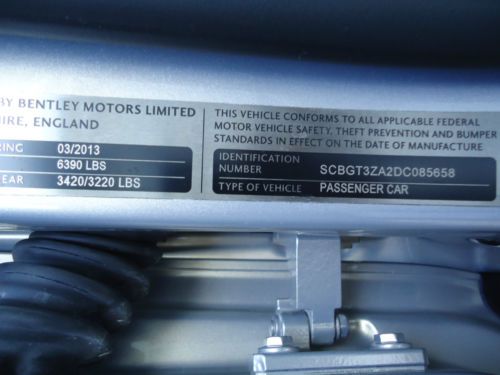 BY BENTLEY MOTORS LIMITED
HIRE, ENGLAND
RING 03/2013
6390 LBS
EAR 3420/3220 LBS
THIS VEHICLE CONFORMS TO ALL APPLICABLE FEDERAL
MOTOR VEHICLE SAFETY, THEFT PREVENTION AND BUMPER
STANDARDS IN EFFECT ON THE DATE OF MANUFACTURE.
IDENTIFICATION
NUMBER SCBGT3ZA2DC085658
TYPE OF VEHICLE PASSENGER CAR